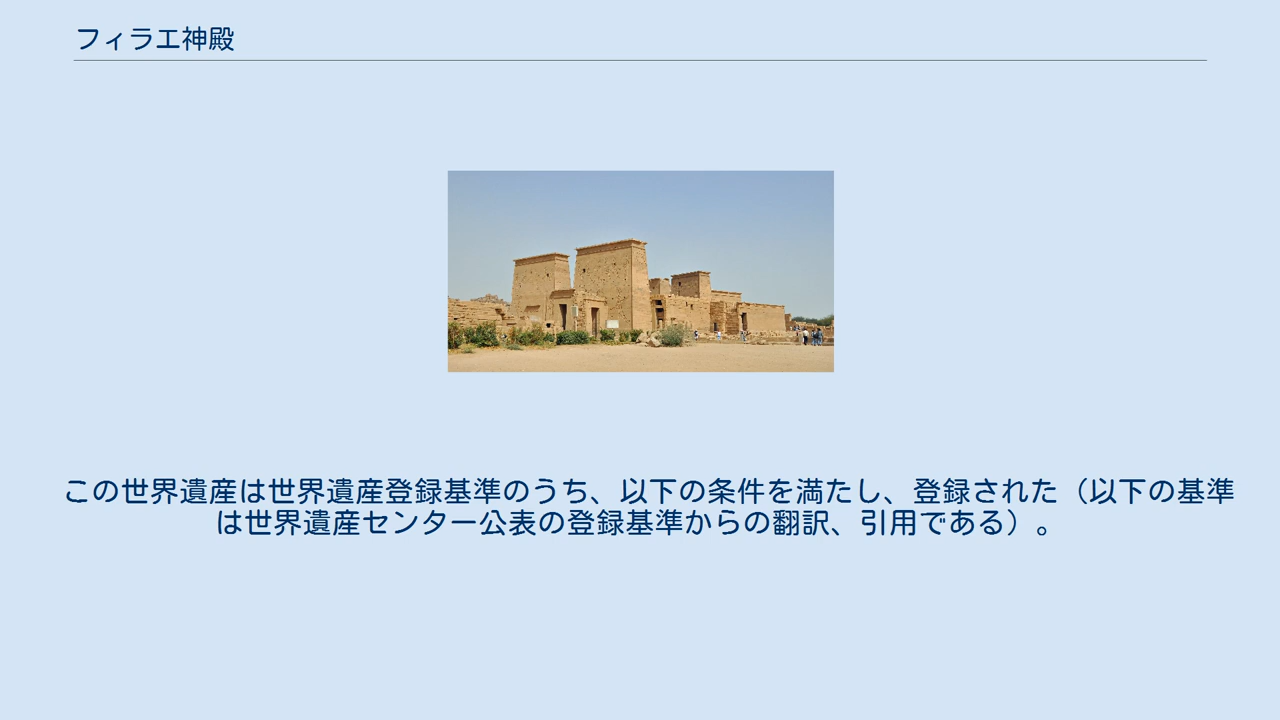 フィラエ神殿
この世界遺産は世界遺産登録基準のうち、以下の条件を満たし、登録された（以下の基準
は世界遺産センター公表の登録基準からの翻訳、引用である）。